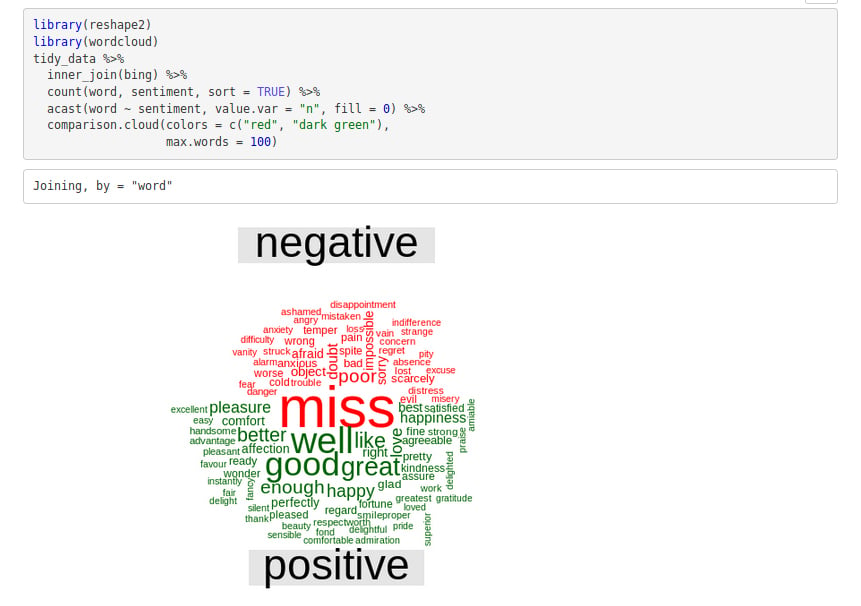 library(reshape2)
library(wordcloud)
tidy_data %>%
  inner_join(bing) %>%
  count(word, sentiment, sort = TRUE) %>%
  acast(word ~ sentiment, value.var = "n", fill = 0) %>%
  comparison.cloud(colors = c("red", "dark green"),
                   max.words = 100)
Joining, by = "word"
negative
disappointment
ashamed
mistaken
angry
impossible
indifference
anxiety
temper
loss
vain
strange
difficulty
wrong
pain
concern
vanity
struck
afraid
doubt
spite
regret
pity
alarm
anxious
bad
sorry
absence
worse
object
lost
excuse
fear
cold
trouble
poor
scarcely
danger
distress
miss
evil
misery
excellent
pleasure
best
satisfied
amiable
easy
comfort
happiness
handsome
better
well
like
love
fine
strong
praise
advantage
agreeable
pleasant
affection
right
pretty
favour
ready
good
great
kindness
delighted
wonder
assure
instantly
fancy
enough
happy
glad
work
fair
delight
greatest
gratitude
silent
perfectly
fortune
loved
thank
pleased
regard
smile
proper
superior
beauty
respect
worth
pride
sensible
fond
delightful
comfortable
admiration
positive